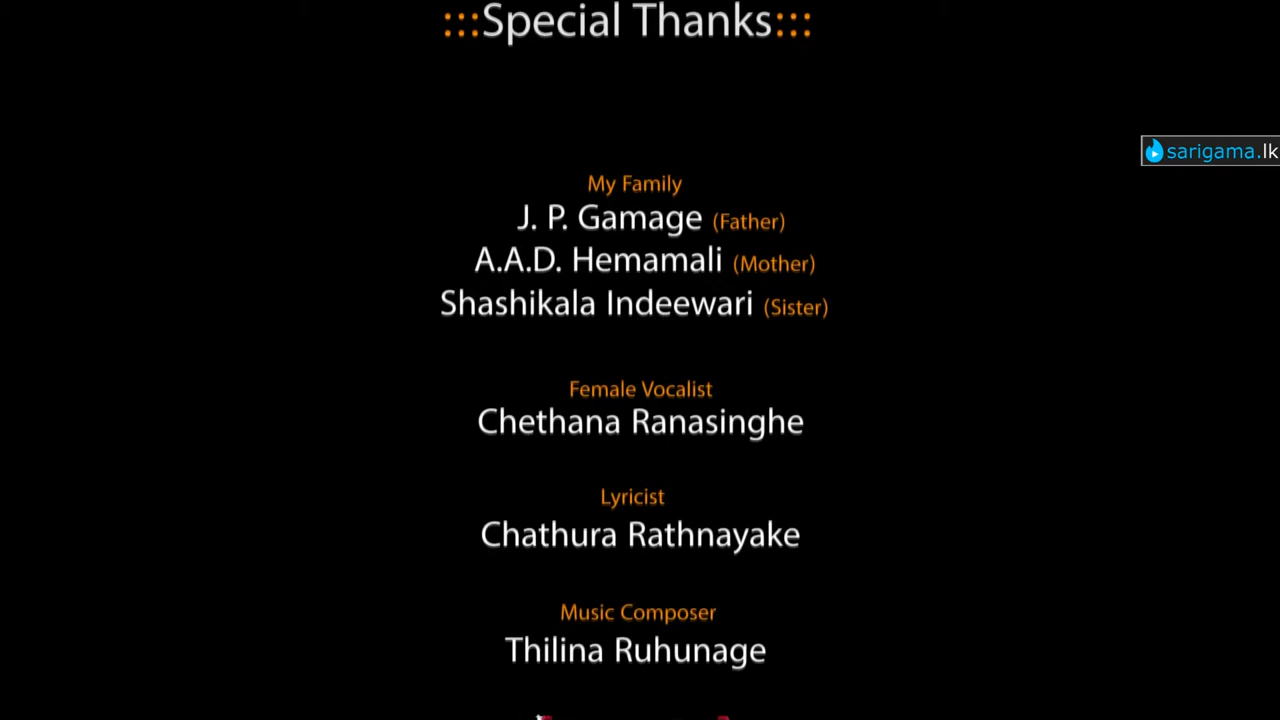 :::Special Thanks:::
sarigama.lk
My Family
J. P. Gamage (Father)
A.A.D. Hemamali (Mother)
Shashikala Indeewari (Sister)
Female Vocalist
Chethana Ranasinghe
Lyricist
Chathura Rathnayake
Music Composer
Thilina Ruhunage